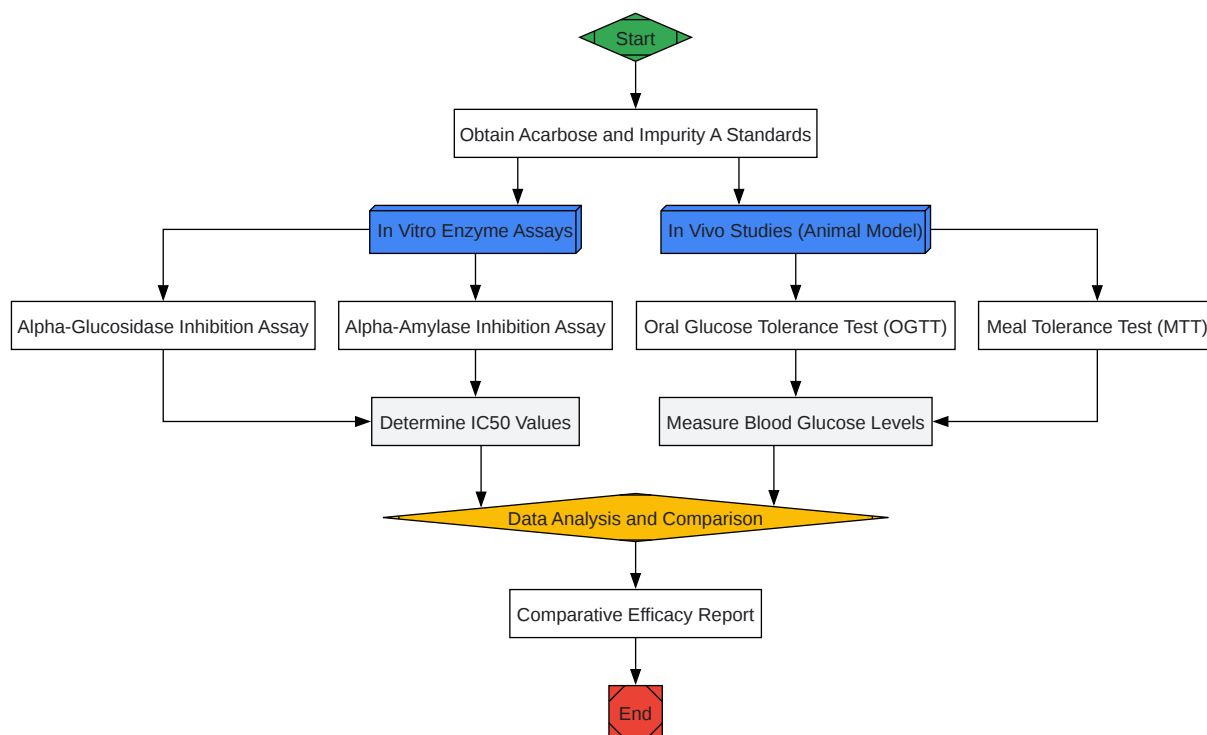 Start
Obtain Acarbose and Impurity A Standards
In Vitro Enzyme Assays
In Vivo Studies (Animal Model)
Alpha-Glucosidase Inhibition Assay
Alpha-Amylase Inhibition Assay
Oral Glucose Tolerance Test (OGTT)
Meal Tolerance Test (MTT)
Determine IC50 Values
Measure Blood Glucose Levels
Data Analysis and Comparison
Comparative Efficacy Report
End